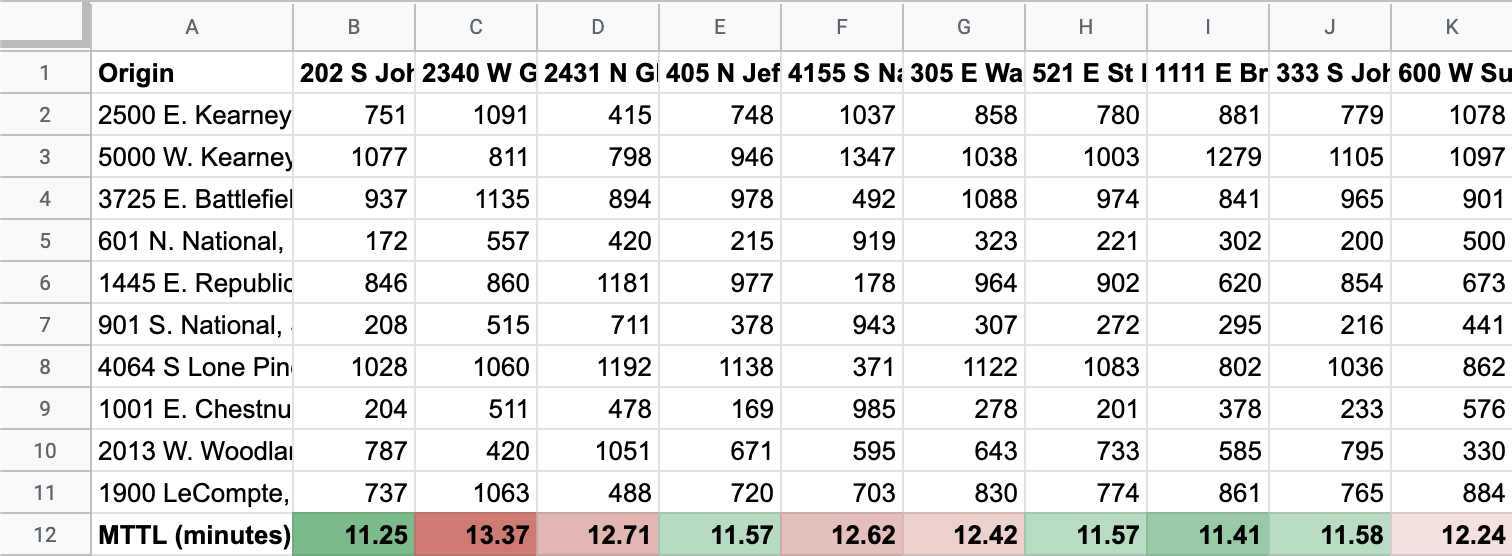 A B C D E F G H I J K
1 Origin 202 S Joh 2340 W G 2431 N Gl 405 N Jef 4155 S Na 305 E Wa 521 E St 1111 E Br 333 S Joh 600 W Su
2 2500 E. Kearney 751 1091 415 748 1037 858 780 881 779 1078
3 5000 W. Kearney 1077 811 798 946 1347 1038 1003 1279 1105 1097
4 3725 E. Battlefiel 937 1135 894 978 492 1088 974 841 965 901
5 601 N. National, 172 557 420 215 919 323 221 302 200 500
6 1445 E. Republic 846 860 1181 977 178 964 902 620 854 673
7 901 S. National, 208 515 711 378 943 307 272 295 216 441
8 4064 S Lone Pin 1028 1060 1192 1138 371 1122 1083 802 1036 862
9 1001 E. Chestnu 204 511 478 169 985 278 201 378 233 576
10 2013 W. Woodlan 787 420 1051 671 595 643 733 585 795 330
11 1900 LeCompte, 737 1063 488 720 703 830 774 861 765 884
12 MTTL (minutes) 11.25 13.37 12.71 11.57 12.62 12.42 11.57 11.41 11.58 12.24